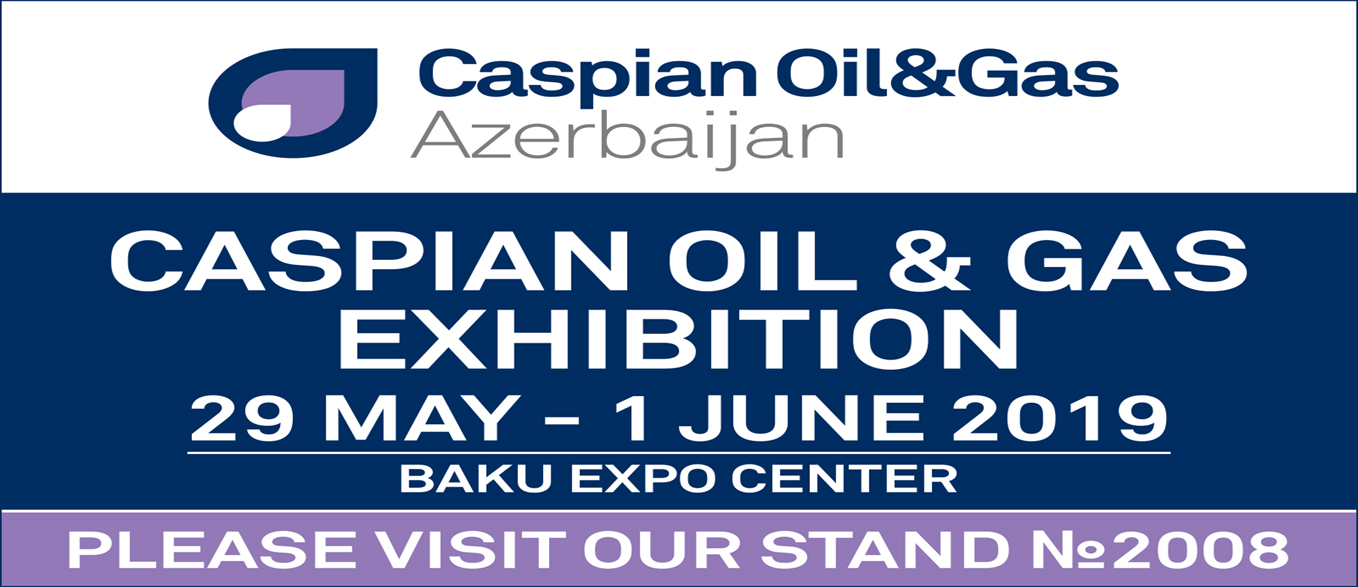 Caspian Oil&Gas
Azerbaijan
CASPIAN OIL & GAS
EXHIBITION
29 MAY – 1 JUNE 2019
BAKU EXPO CENTER
PLEASE VISIT OUR STAND №2008